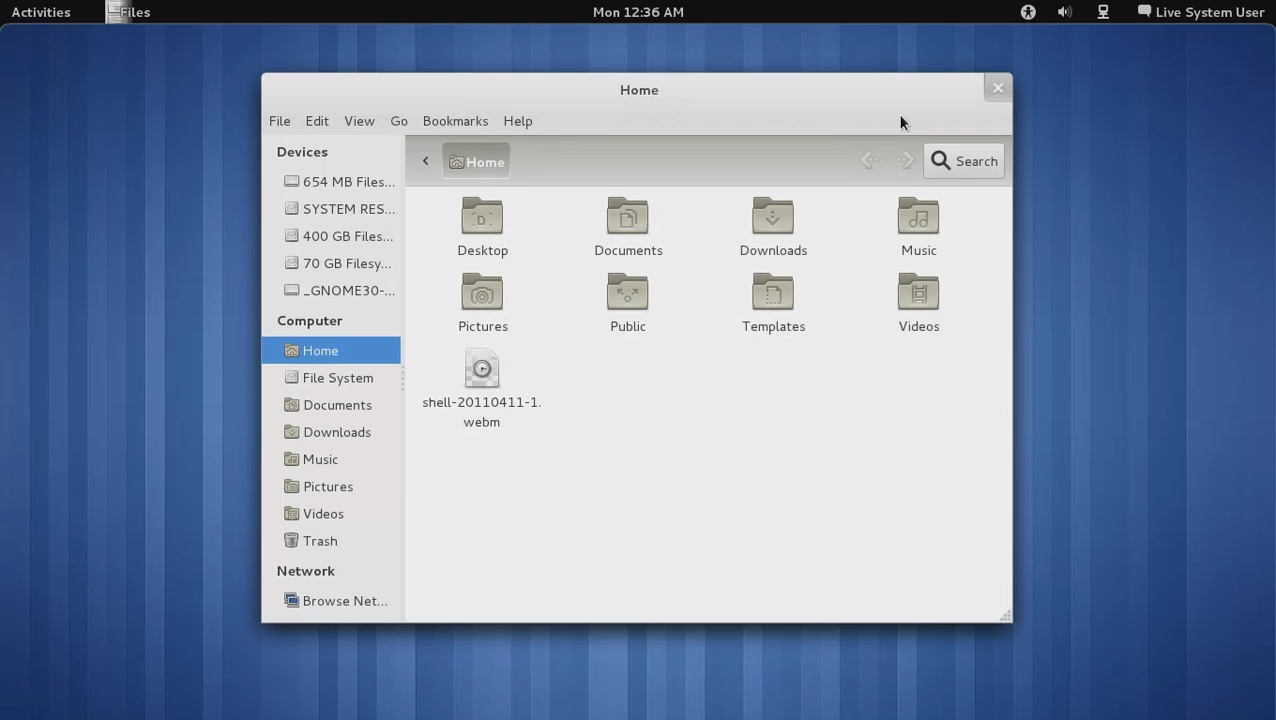 Activities
Files
Mon 12:36 AM
Live System User
Home
File Edit View Go Bookmarks Help
Devices
654 MB Files...
SYSTEM RES...
400 GB Files...
70 GB Filesy...
_GNOME30-...
Computer
Home
File System
Documents
Downloads
Music
Pictures
Videos
Trash
Network
Browse Net...
Home
Search
Desktop
Documents
Downloads
Music
Pictures
Public
Templates
Videos
shell-20110411-1.
webm